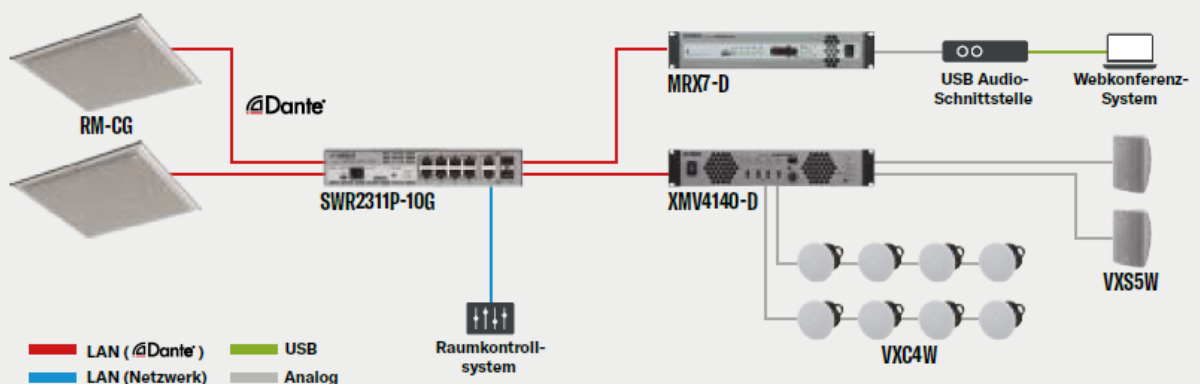 RM-CG
Dante
SWR2311P-10G
MRX7-D
USB Audio-
Schnittstelle
Webkonferenz-
System
XMV4140-D
VXS5W
VXC4W
Raumkontroll-
system
LAN (Dante)
USB
LAN (Netzwerk)
Analog